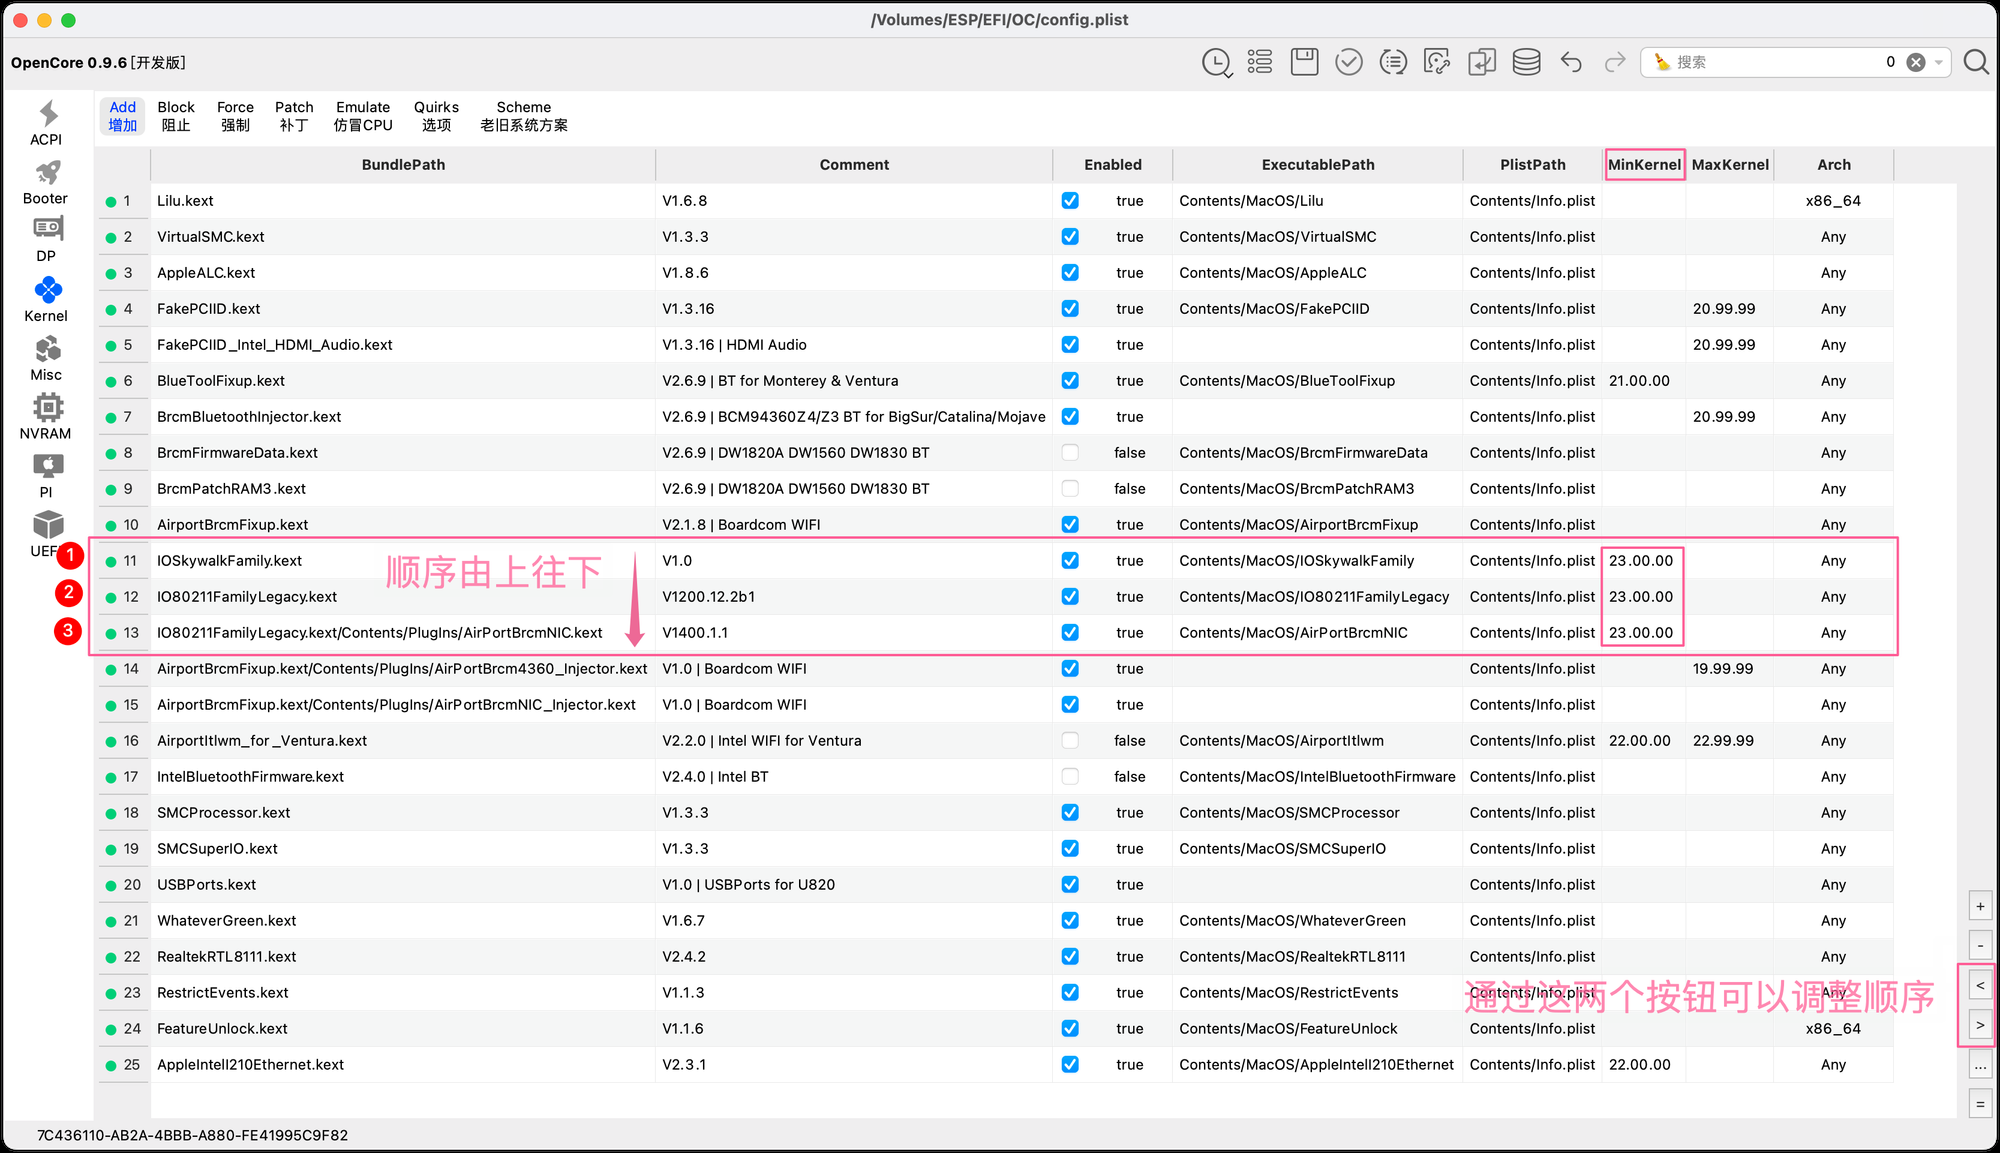 /Volumes/ESP/EFI/OC/config.plist
OpenCore 0.9.6 [开发版]
搜索 0
Add Block Force Patch Emulate Quirks Scheme
增加 阻止 强制 补丁 仿冒CPU 选项 老旧系统方案
ACPI
Booter
DP
Kernel
Misc
NVRAM
PI
UEFI
BundlePath Comment Enabled ExecutablePath PlistPath MinKernel MaxKernel Arch
1 Lilu.kext V1.6.8 true Contents/MacOS/Lilu Contents/Info.plist x86_64
2 VirtualSMC.kext V1.3.3 true Contents/MacOS/VirtualSMC Contents/Info.plist Any
3 AppleALC.kext V1.8.6 true Contents/MacOS/AppleALC Contents/Info.plist Any
4 FakePCIID.kext V1.3.16 true Contents/MacOS/FakePCIID Contents/Info.plist 20.99.99 Any
5 FakePCIID_Intel_HDMI_Audio.kext V1.3.16 | HDMI Audio true Contents/Info.plist 20.99.99 Any
6 BlueToolFixup.kext V2.6.9 | BT for Monterey & Ventura true Contents/MacOS/BlueToolFixup Contents/Info.plist 21.00.00 Any
7 BrcmBluetoothInjector.kext V2.6.9 | BCM94360Z4/Z3 BT for BigSur/Catalina/Mojave true Contents/Info.plist 20.99.99 Any
8 BrcmFirmwareData.kext V2.6.9 | DW1820A DW1560 DW1830 BT false Contents/MacOS/BrcmFirmwareData Contents/Info.plist Any
9 BrcmPatchRAM3.kext V2.6.9 | DW1820A DW1560 DW1830 BT false Contents/MacOS/BrcmPatchRAM3 Contents/Info.plist Any
10 AirportBrcmFixup.kext V2.1.8 | Boardcom WIFI true Contents/MacOS/AirportBrcmFixup Contents/Info.plist Any
1 11 IOSkywalkFamily.kext V1.0 true Contents/MacOS/IOSkywalkFamily Contents/Info.plist 23.00.00 Any
顺序由上往下
2 12 IO80211FamilyLegacy.kext V1200.12.2b1 true Contents/MacOS/IO80211FamilyLegacy Contents/Info.plist 23.00.00 Any
3 13 IO80211FamilyLegacy.kext/Contents/PlugIns/AirPortBrcmNIC.kext V1400.1.1 true Contents/MacOS/AirPortBrcmNIC Contents/Info.plist 23.00.00 Any
14 AirportBrcmFixup.kext/Contents/PlugIns/AirPortBrcm4360_Injector.kext V1.0 | Boardcom WIFI true Contents/Info.plist 19.99.99 Any
15 AirportBrcmFixup.kext/Contents/PlugIns/AirPortBrcmNIC_Injector.kext V1.0 | Boardcom WIFI true Contents/Info.plist Any
16 AirportItlwm_for_Ventura.kext V2.2.0 | Intel WIFI for Ventura false Contents/MacOS/AirportItlwm Contents/Info.plist 22.00.00 22.99.99 Any
17 IntelBluetoothFirmware.kext V2.4.0 | Intel BT false Contents/MacOS/IntelBluetoothFirmware Contents/Info.plist Any
18 SMCProcessor.kext V1.3.3 true Contents/MacOS/SMCProcessor Contents/Info.plist Any
19 SMCSuperIO.kext V1.3.3 true Contents/MacOS/SMCSuperIO Contents/Info.plist Any
20 USBPorts.kext V1.0 | USBPorts for U820 true Contents/Info.plist Any
21 WhateverGreen.kext V1.6.7 true Contents/MacOS/WhateverGreen Contents/Info.plist Any
22 RealtekRTL8111.kext V2.4.2 true Contents/MacOS/RealtekRTL8111 Contents/Info.plist Any
23 RestrictEvents.kext V1.1.3 true Contents/MacOS/RestrictEvents Contents/Info.plist Any
通过这两个按钮可以调整顺序
24 FeatureUnlock.kext V1.1.6 true Contents/MacOS/FeatureUnlock Contents/Info.plist x86_64
25 AppleIntelI210Ethernet.kext V2.3.1 true Contents/MacOS/AppleIntelI210Ethernet Contents/Info.plist 22.00.00 Any
+
-
<
>
...
=
7C436110-AB2A-4BBB-A880-FE41995C9F82